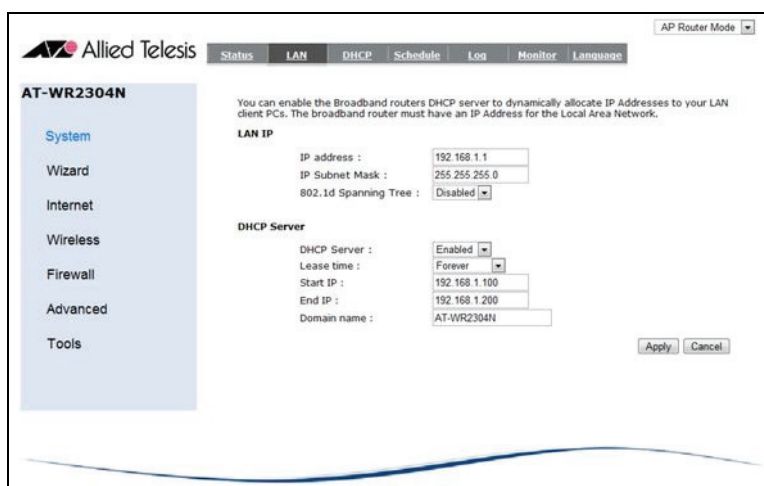 AP Router Mode
Allied Telesis
Status LAN DHCP Schedule Log Monitor Language
AT-WR2304N
System
Wizard
Internet
Wireless
Firewall
Advanced
Tools
You can enable the Broadband routers DHCP server to dynamically allocate IP Addresses to your LAN
client PCs. The broadband router must have an IP Address for the Local Area Network.
LAN IP
IP address : 192.168.1.1
IP Subnet Mask : 255.255.255.0
802.1d Spanning Tree : Disabled
DHCP Server
DHCP Server : Enabled
Lease time : Forever
Start IP : 192.168.1.100
End IP : 192.168.1.200
Domain name : AT-WR2304N
Apply Cancel